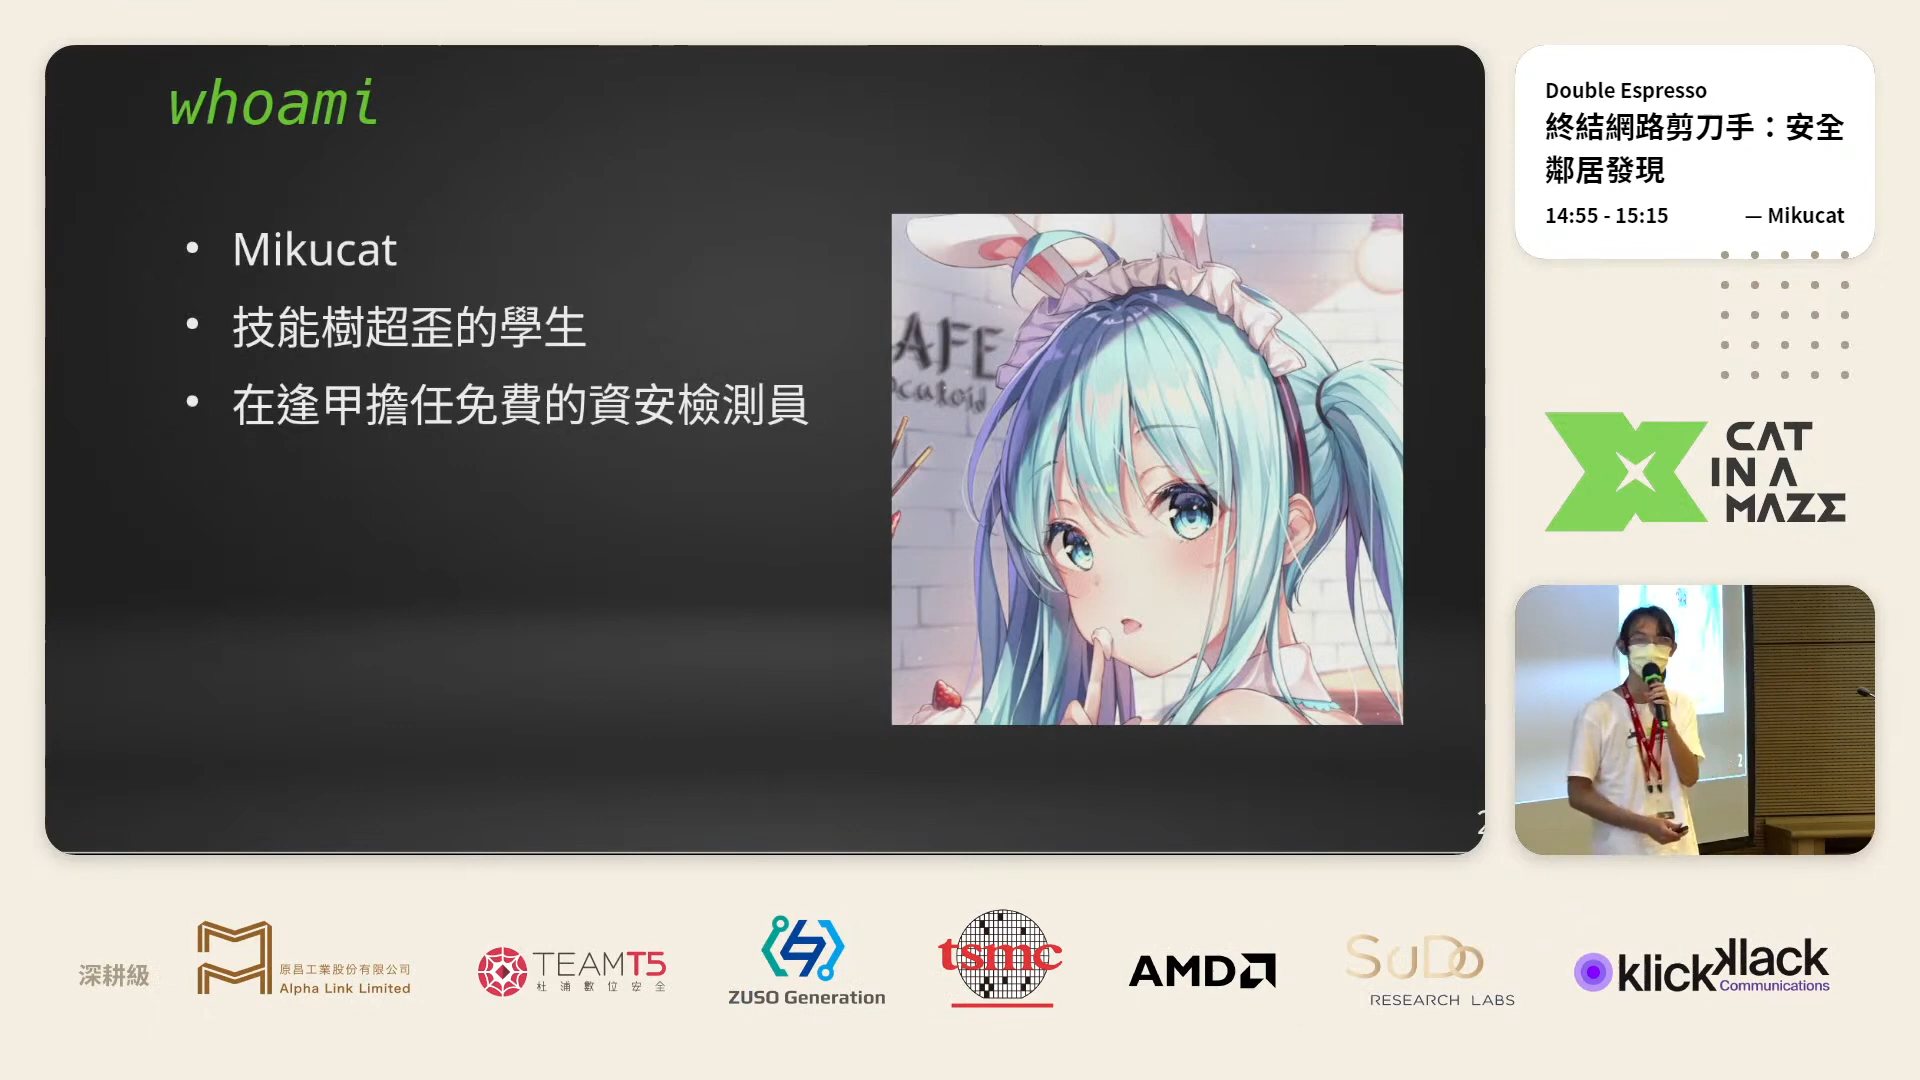 whoami
Mikucat
技能樹超歪的學生
在逢甲擔任免費的資安檢測員
AFE
2
Double Espresso
終結網路剪刀手：安全
鄰居發現
14:55 - 15:15
— Mikucat
CAT
IN A
MAZE
2
深耕級
原昌工業股份有限公司
Alpha Link Limited
TEAMT5
杜浦數位安全
ZUSO Generation
tsmc
AMD
SuDo
RESEARCH LABS
klickklack
Communications